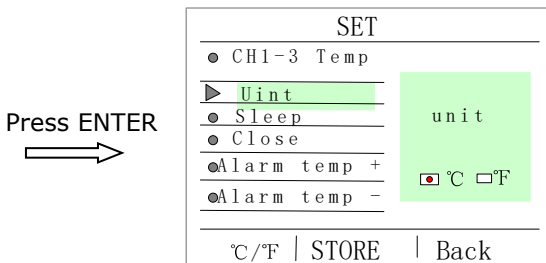 SET
CH1-3 Temp
Uint
Press ENTER
Sleep
unit
Close
Alarm temp +
℃ ℉
Alarm temp -
℃/℉ | STORE | Back